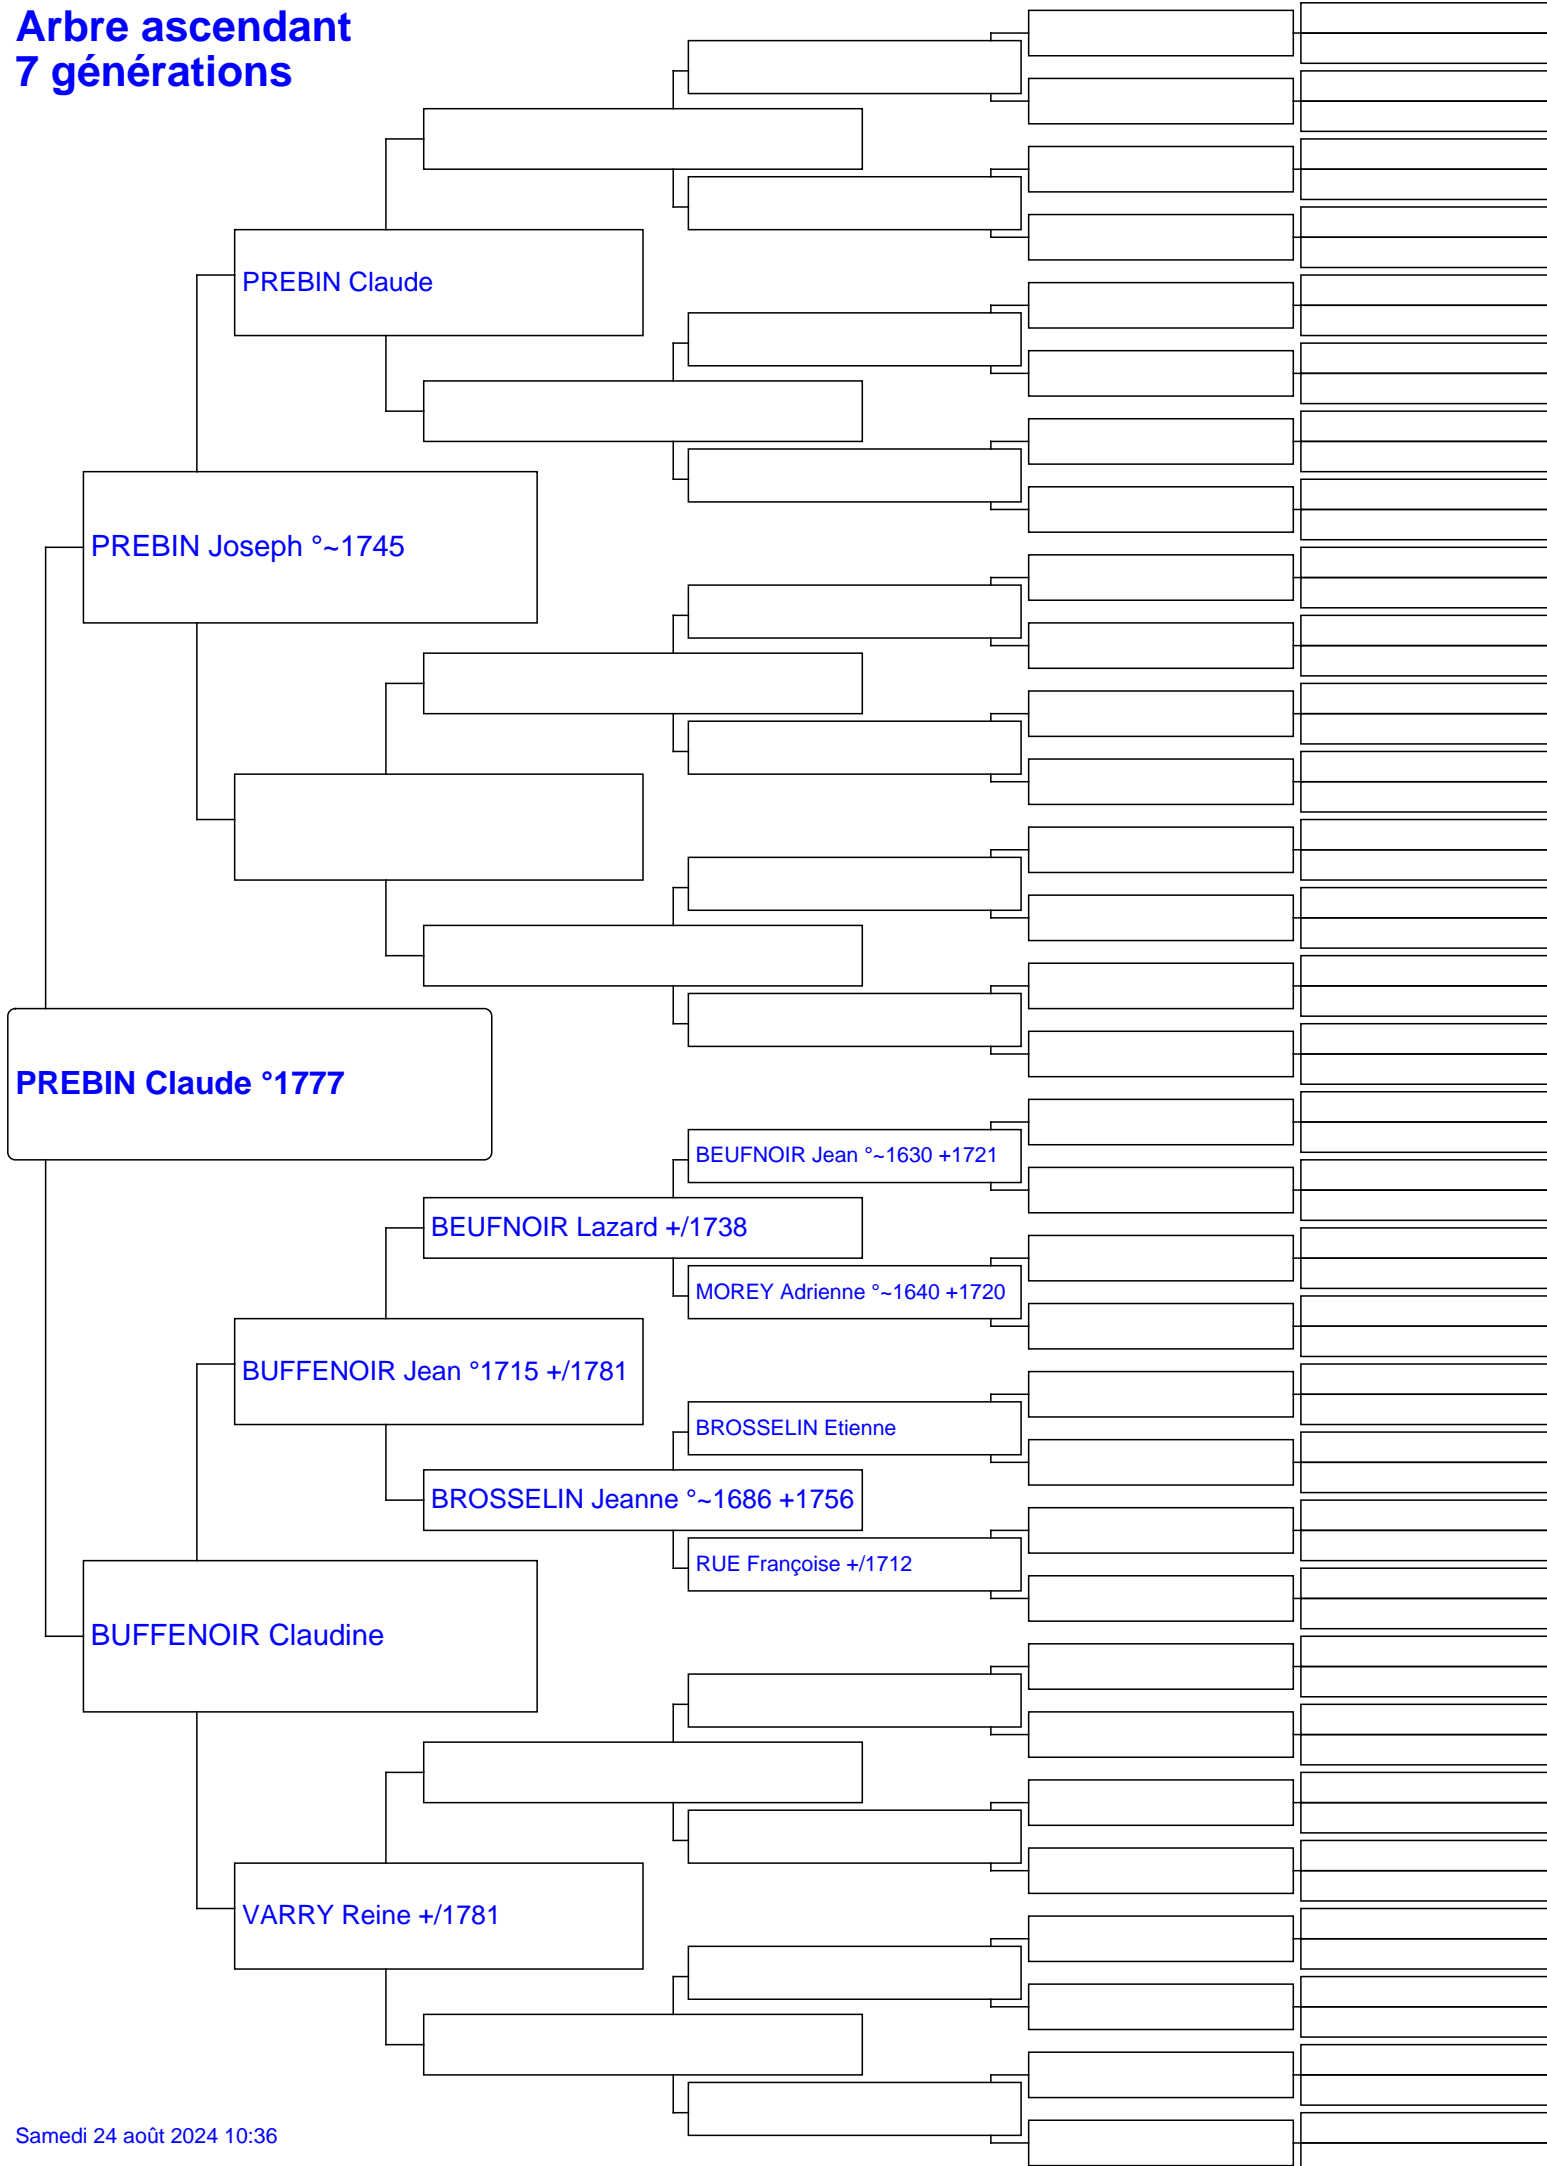 Arbre ascendant
7 générations
PREBIN Claude
PREBIN Joseph °~1745
PREBIN Claude °1777
BEUFNOIR Jean °~1630 +1721
BEUFNOIR Lazard +/1738
MOREY Adrienne °~1640 +1720
BUFFENOIR Jean °1715 +/1781
BROSSELIN Etienne
BROSSELIN Jeanne °~1686 +1756
RUE Françoise +/1712
BUFFENOIR Claudine
VARRY Reine +/1781
Samedi 24 août 2024 10:36